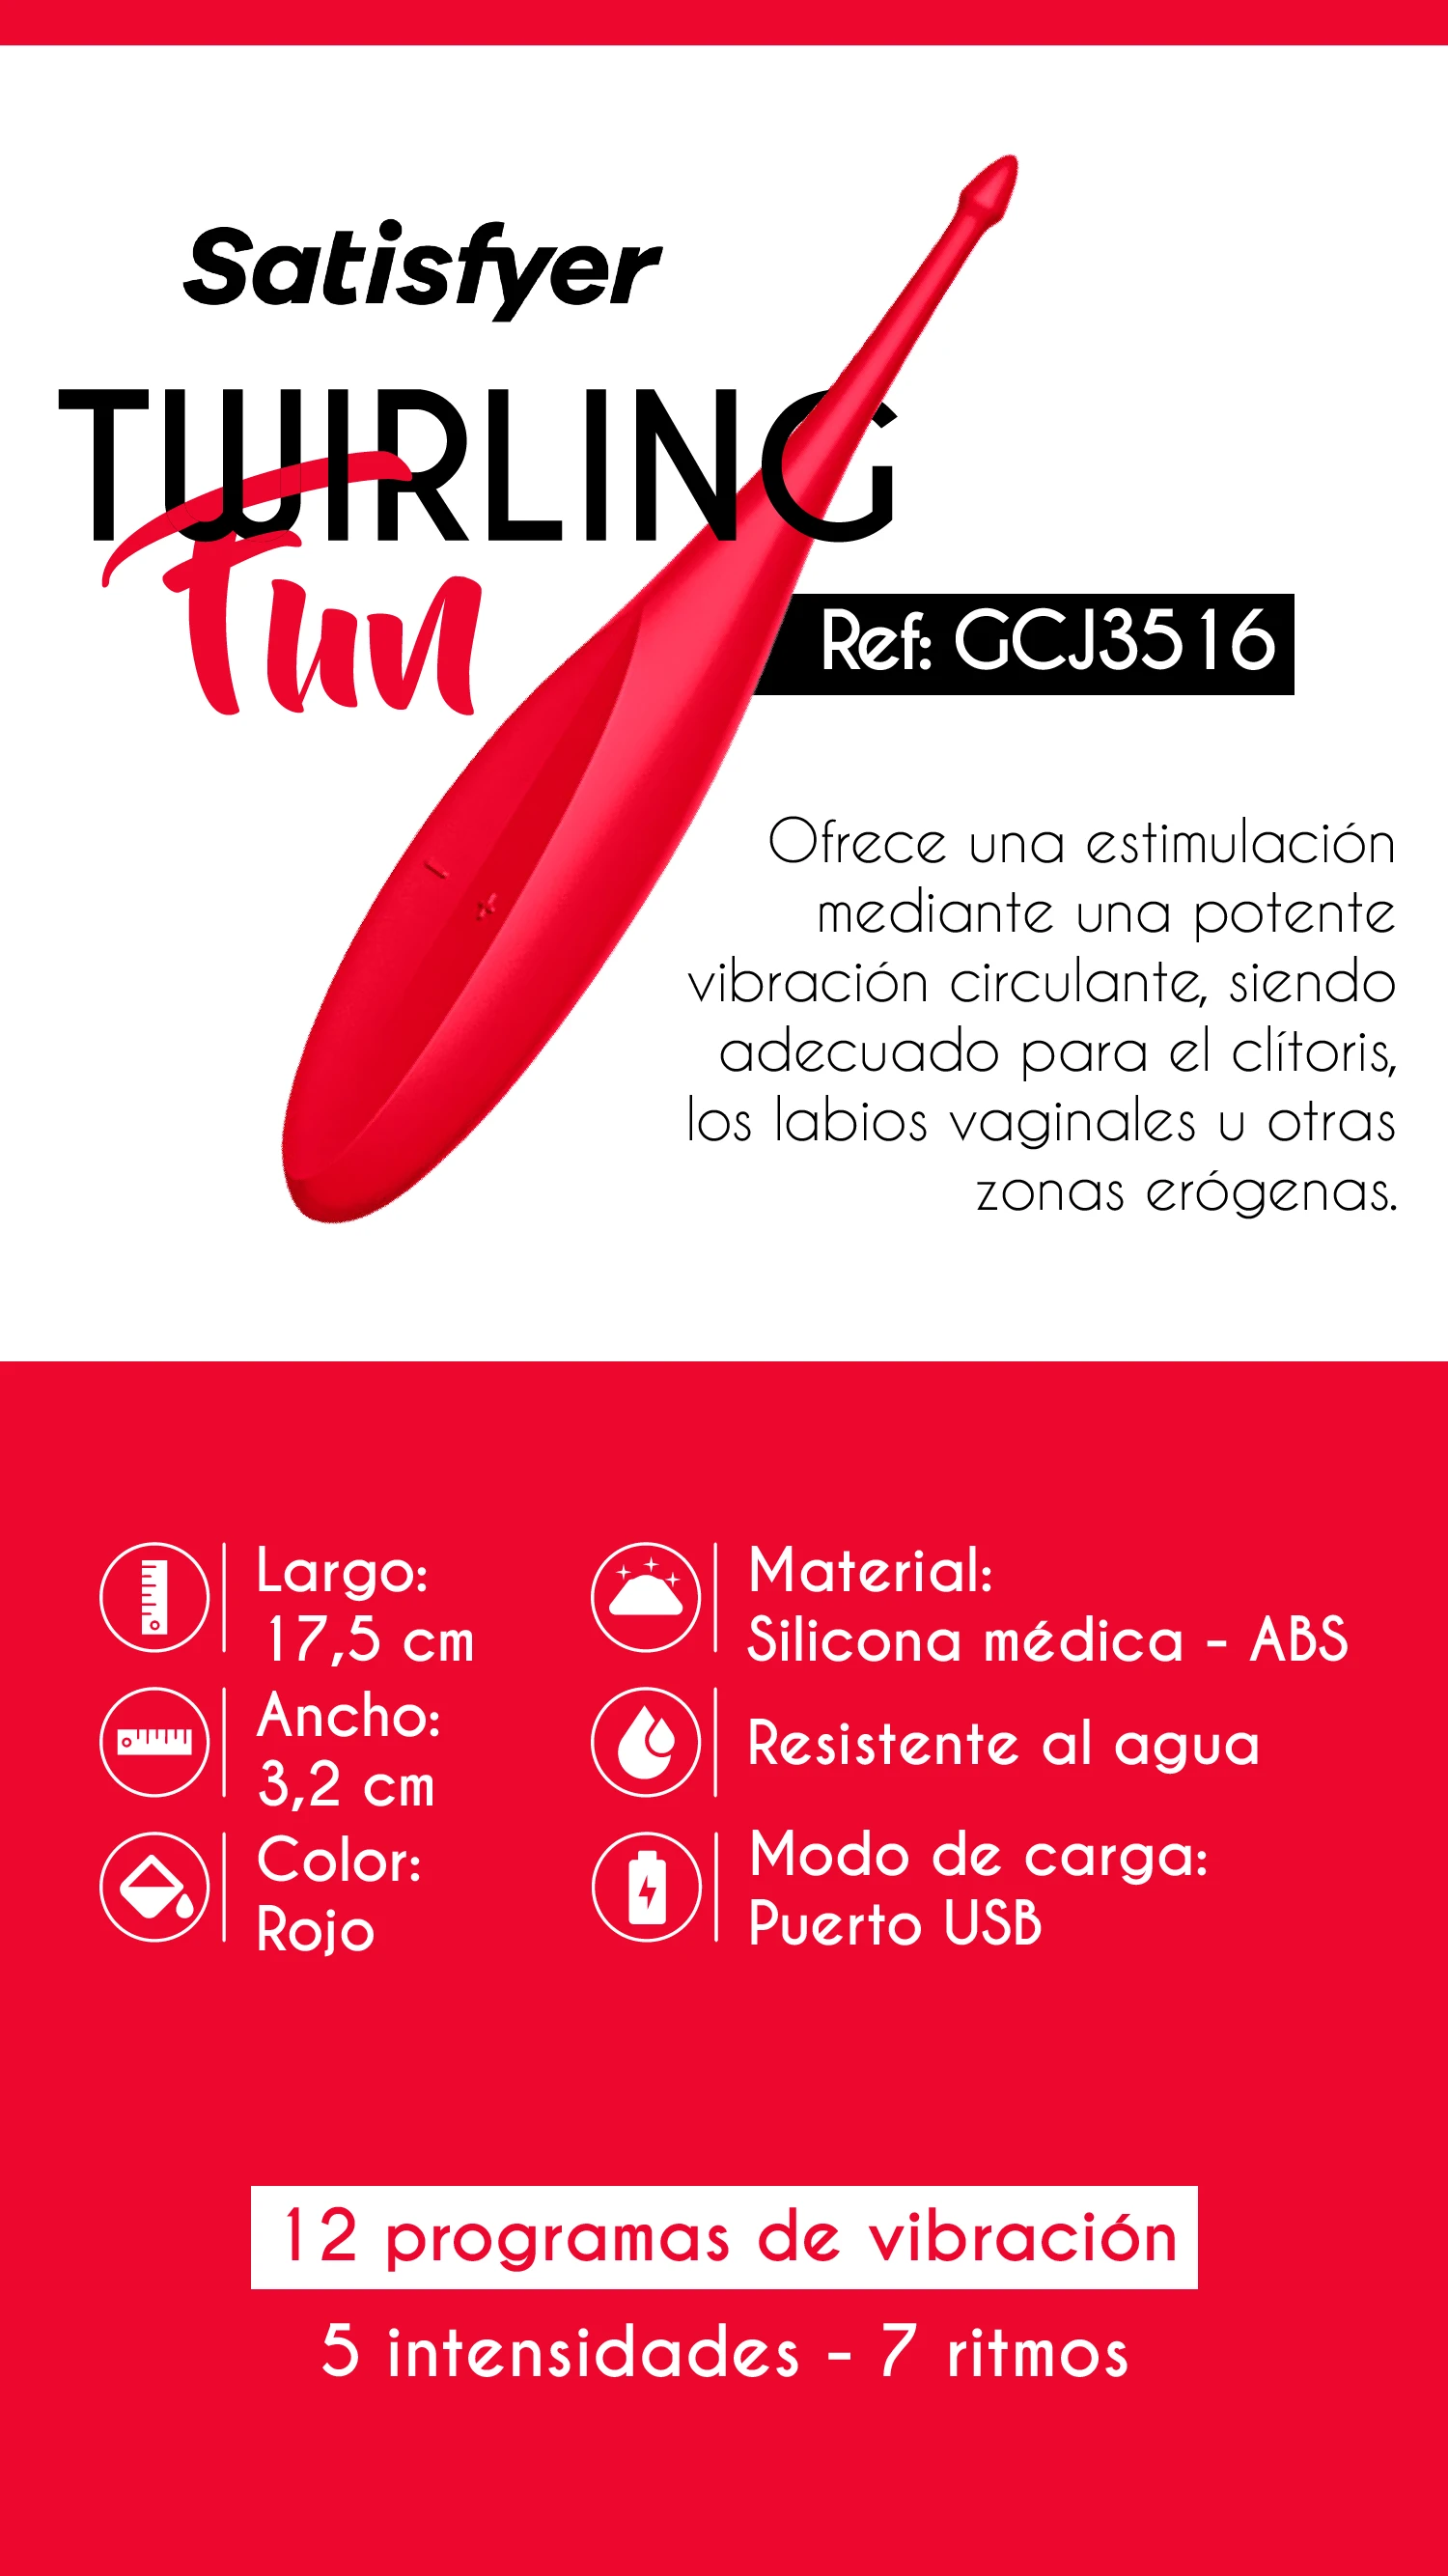 Satisfyer
TWIRLING
Fun
Ref: GCJ3516
Ofrece una estimulación
mediante una potente
vibración circulante, siendo
adecuado para el clítoris,
los labios vaginales u otras
zonas erógenas.
Largo:
17,5 cm
Ancho:
3,2 cm
Color:
Rojo
Material:
Silicona médica - ABS
Resistente al agua
Modo de carga:
Puerto USB
12 programas de vibración
5 intensidades - 7 ritmos